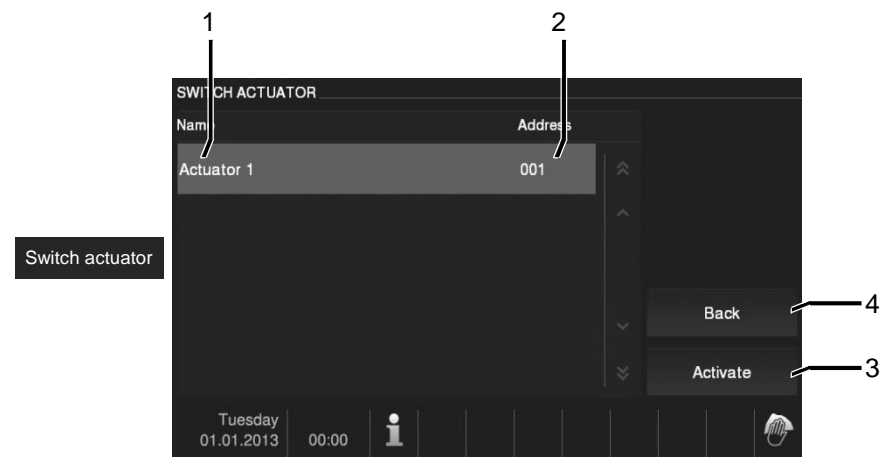 1
2
SWITCH ACTUATOR
Name Address
Actuator 1 001
Switch actuator
Back
4
Activate
3
Tuesday
01.01.2013
00:00